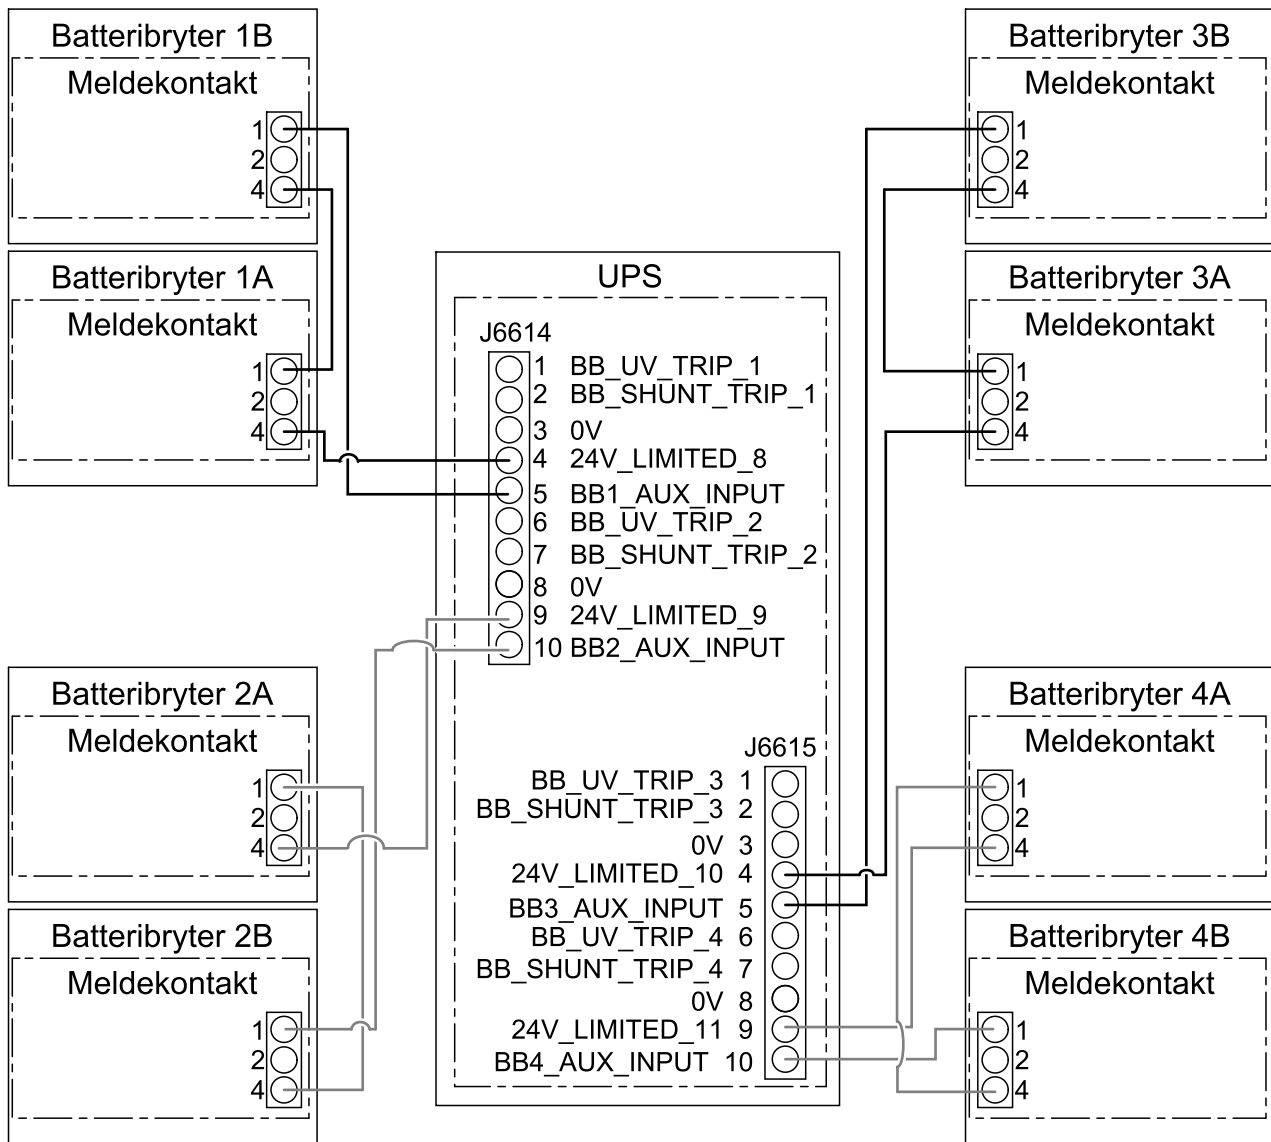 Batteribryter 1B
Meldekontakt
1
2
4
Batteribryter 1A
Meldekontakt
1
2
4
Batteribryter 2A
Meldekontakt
1
2
4
Batteribryter 2B
Meldekontakt
1
2
4
UPS
J6614
1 BB_UV_TRIP_1
2 BB_SHUNT_TRIP_1
3 0V
4 24V_LIMITED_8
5 BB1_AUX_INPUT
6 BB_UV_TRIP_2
7 BB_SHUNT_TRIP_2
8 0V
9 24V_LIMITED_9
10 BB2_AUX_INPUT
J6615
BB_UV_TRIP_3 1
BB_SHUNT_TRIP_3 2
0V 3
24V_LIMITED_10 4
BB3_AUX_INPUT 5
BB_UV_TRIP_4 6
BB_SHUNT_TRIP_4 7
0V 8
24V_LIMITED_11 9
BB4_AUX_INPUT 10
Batteribryter 3B
Meldekontakt
1
2
4
Batteribryter 3A
Meldekontakt
1
2
4
Batteribryter 4A
Meldekontakt
1
2
4
Batteribryter 4B
Meldekontakt
1
2
4